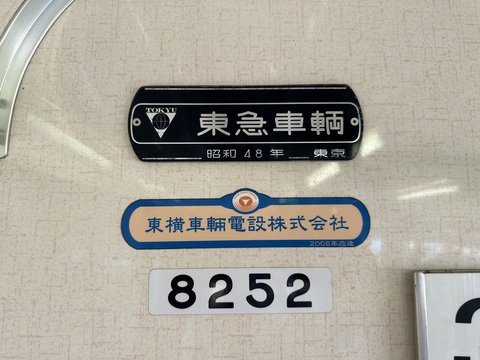 TOKYU
東急車輌
昭和48年 東京
東横車輛電設株式会社
2006年改造
8252